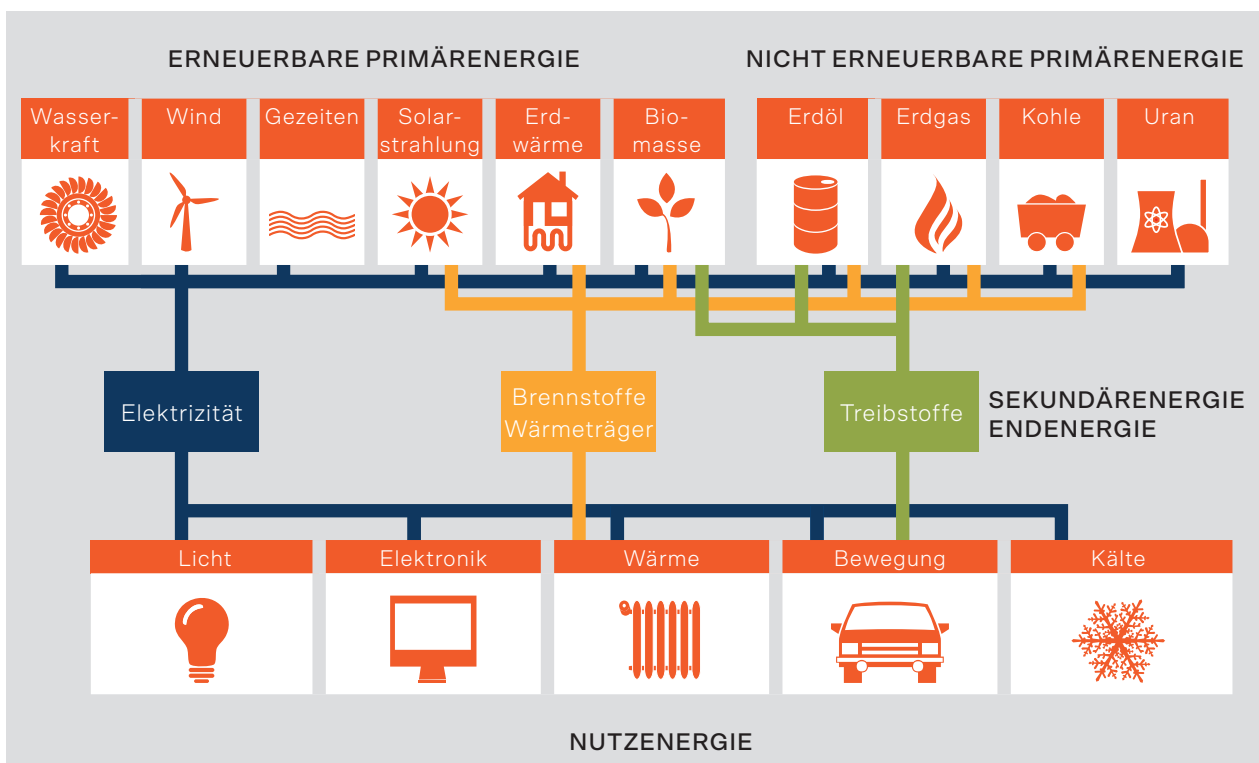 ERNEUERBARE PRIMÄRENERGIE
NICHT ERNEUERBARE PRIMÄRENERGIE
Wasser-
kraft
Wind
Gezeiten
Solar-
strahlung
Erd-
wärme
Bio-
masse
Erdöl
Erdgas
Kohle
Uran
Elektrizität
Brennstoffe
Wärmeträger
Treibstoffe
SEKUNDÄRENERGIE
ENDENERGIE
Licht
Elektronik
Wärme
Bewegung
Kälte
NUTZENERGIE